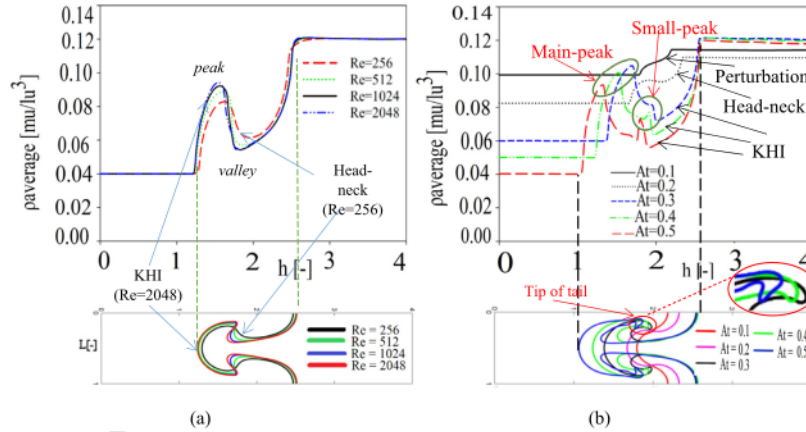 0.14
0.12
0.10
0.08
0.06
0.04
0.02
0.00
ρaverage [mu/lu³]
peak
valley
Re=256
Re=512
Re=1024
Re=2048
Head-
neck
(Re=256)
KHI
(Re=2048)
0 1 2 3 4
h [-]
0.14
0.12
0.10
0.08
0.06
0.04
0.02
0.00
ρaverage [mu/lu³]
Small-peak
Main-peak
Perturbation
Head-neck
KHI
At=0.1
At=0.2
At=0.3
At=0.4
At=0.5
0 1 2 3 4
h [-]
Tip of tail
0 1 2 3 4
1
Re = 256
Re = 512
Re = 1024
Re = 2048
At = 0.1
At = 0.2
At = 0.3
At = 0.4
At = 0.5
(a)
(b)